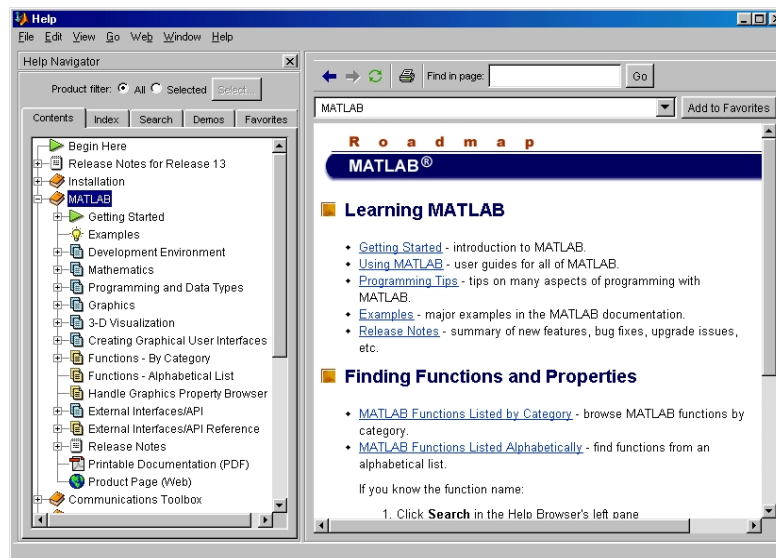 Help
File Edit View Go Web Window Help
Help Navigator
Product filter: All Selected Select...
Contents Index Search Demos Favorites
Begin Here
Release Notes for Release 13
Installation
MATLAB
Getting Started
Examples
Development Environment
Mathematics
Programming and Data Types
Graphics
3-D Visualization
Creating Graphical User Interfaces
Functions - By Category
Functions - Alphabetical List
Handle Graphics Property Browser
External Interfaces/API
External Interfaces/API Reference
Release Notes
Printable Documentation (PDF)
Product Page (Web)
Communications Toolbox
Find in page: Go
MATLAB Add to Favorites
Roadmap
MATLAB®
Learning MATLAB
• Getting Started - introduction to MATLAB.
• Using MATLAB - user guides for all of MATLAB.
• Programming Tips - tips on many aspects of programming with
MATLAB.
• Examples - major examples in the MATLAB documentation.
• Release Notes - summary of new features, bug fixes, upgrade issues,
etc.
Finding Functions and Properties
• MATLAB Functions Listed by Category - browse MATLAB functions by
category.
• MATLAB Functions Listed Alphabetically - find functions from an
alphabetical list.
If you know the function name:
1. Click Search in the Help Browser's left pane